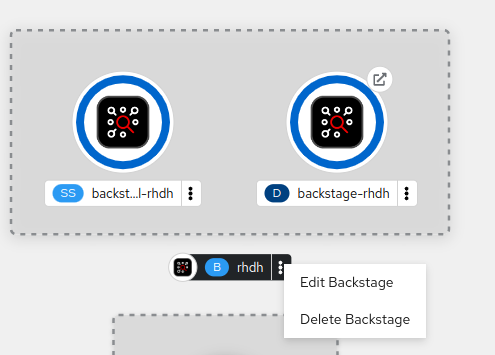 SS backst...l-rhdh
D backstage-rhdh
B rhdh
Edit Backstage
Delete Backstage